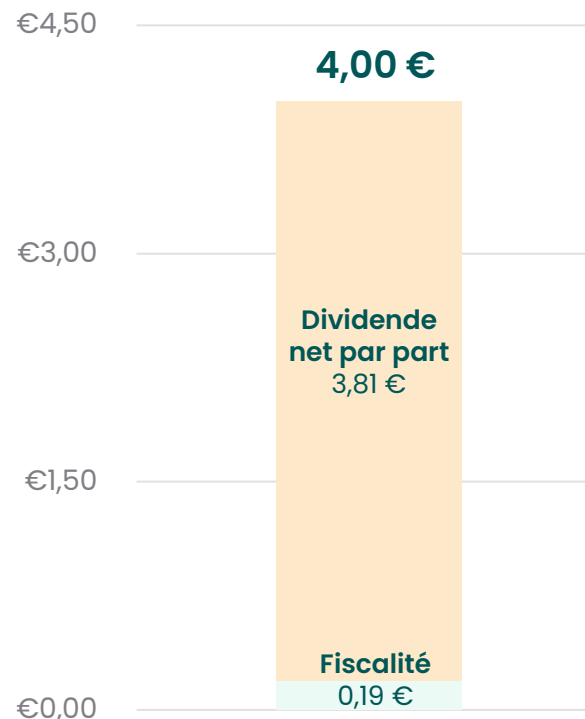 €4,50
4,00 €
€3,00
Dividende
net par part
3,81 €
€1,50
Fiscalité
0,19 €
€0,00